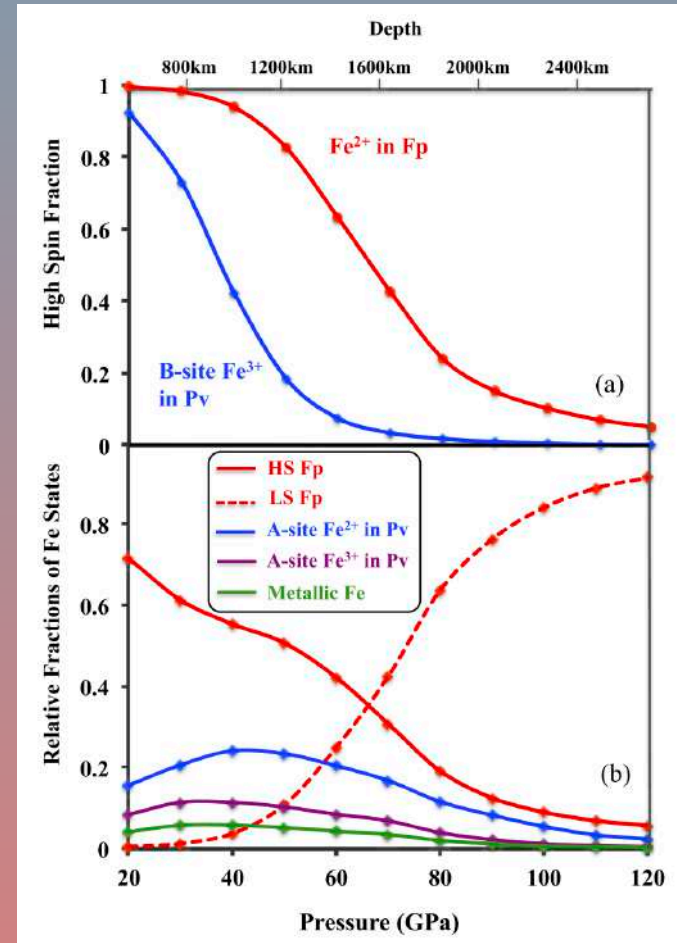 Depth
800km 1200km 1600km 2000km 2400km
1
0.8
0.6
0.4
0.2
0
High Spin Fraction
Fe²⁺ in Fp
B-site Fe³⁺
in Pv
(a)
HS Fp
LS Fp
A-site Fe²⁺ in Pv
A-site Fe³⁺ in Pv
Metallic Fe
0.8
0.6
0.4
0.2
0
Relative Fractions of Fe States
(b)
20 40 60 80 100 120
Pressure (GPa)